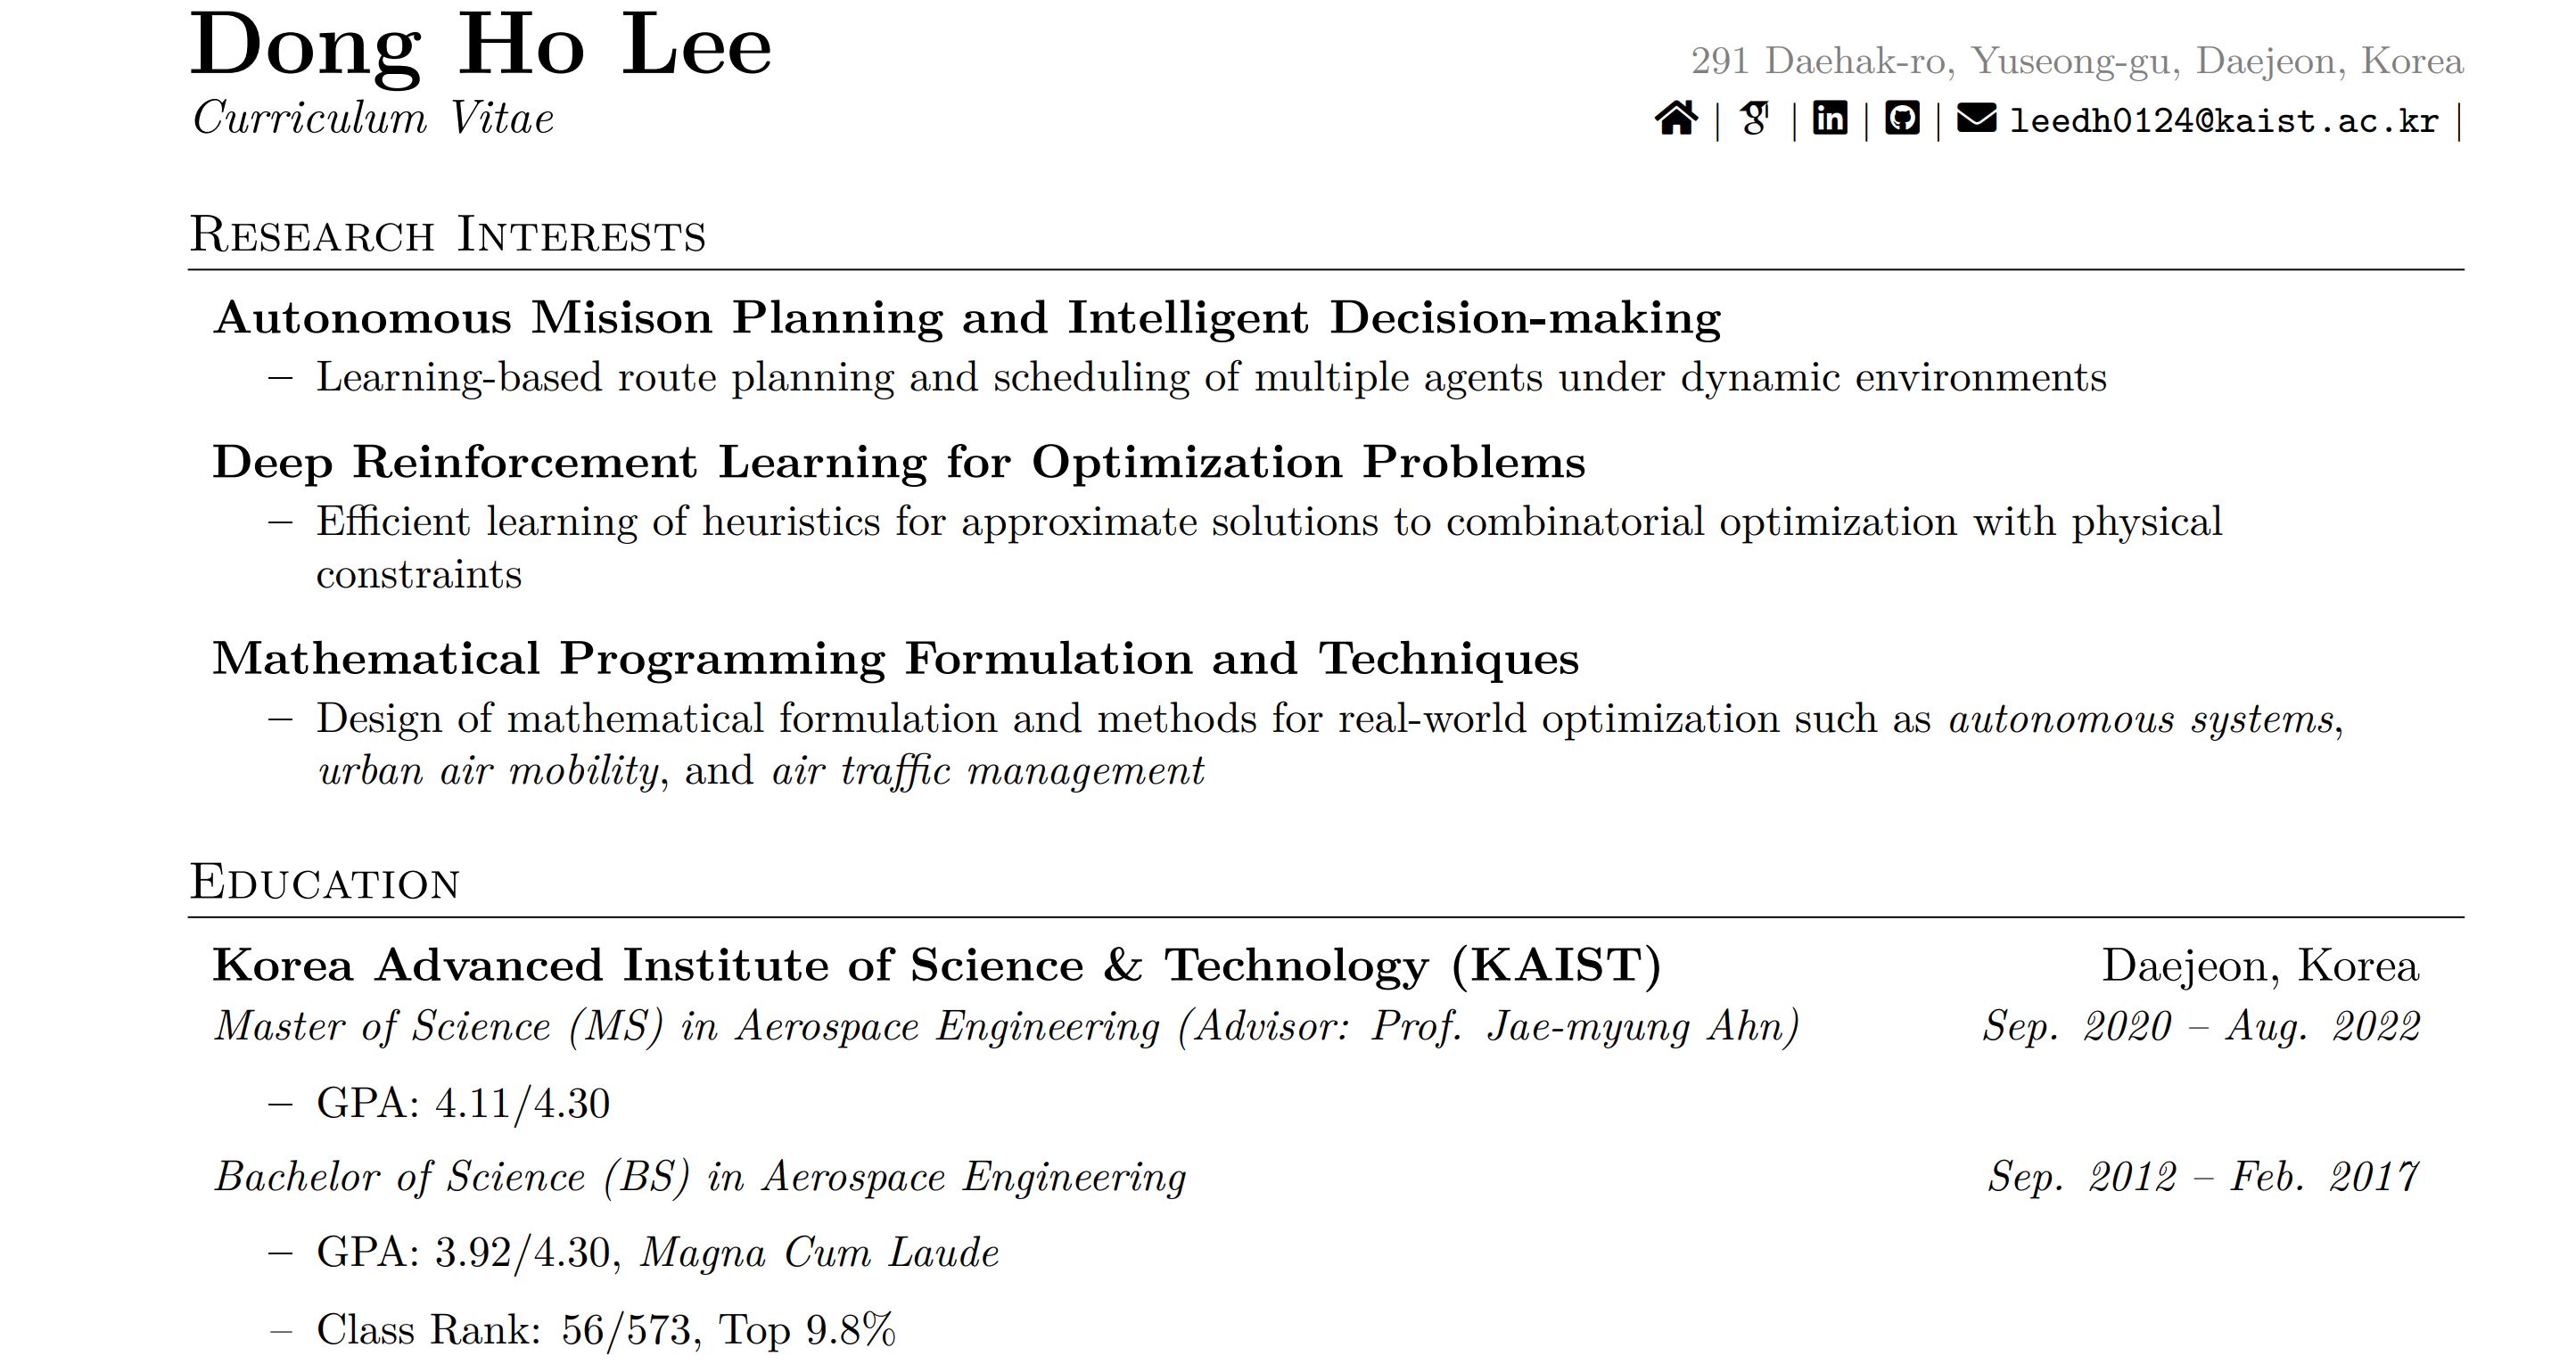 Dong Ho Lee
291 Daehak-ro, Yuseong-gu, Daejeon, Korea
Curriculum Vitae
| | | | leedh0124@kaist.ac.kr |
Research Interests
Autonomous Misison Planning and Intelligent Decision-making
– Learning-based route planning and scheduling of multiple agents under dynamic environments
Deep Reinforcement Learning for Optimization Problems
– Efficient learning of heuristics for approximate solutions to combinatorial optimization with physical
constraints
Mathematical Programming Formulation and Techniques
– Design of mathematical formulation and methods for real-world optimization such as autonomous systems,
urban air mobility, and air traffic management
Education
Korea Advanced Institute of Science & Technology (KAIST) Daejeon, Korea
Master of Science (MS) in Aerospace Engineering (Advisor: Prof. Jae-myung Ahn) Sep. 2020 – Aug. 2022
– GPA: 4.11/4.30
Bachelor of Science (BS) in Aerospace Engineering Sep. 2012 – Feb. 2017
– GPA: 3.92/4.30, Magna Cum Laude
– Class Rank: 56/573, Top 9.8%